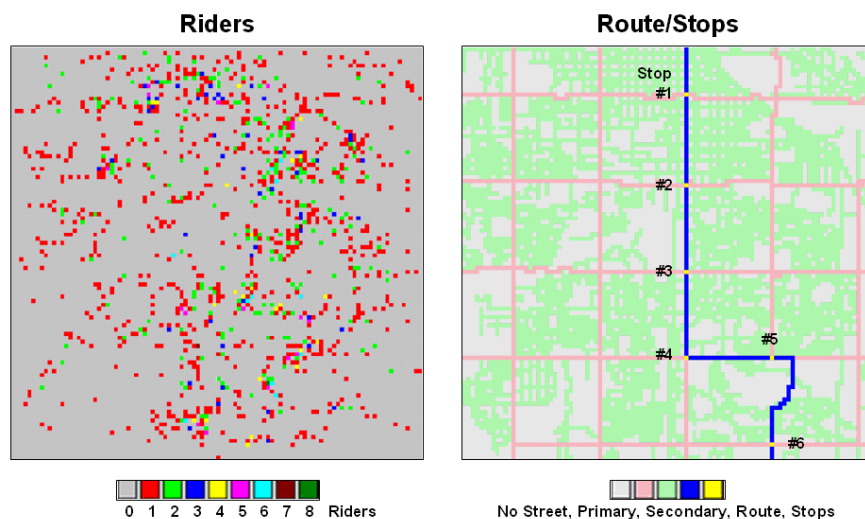 Riders
Route/Stops
Stop
#1
#2
#3
#4
#5
#6
0 1 2 3 4 5 6 7 8 Riders
No Street, Primary, Secondary, Route, Stops